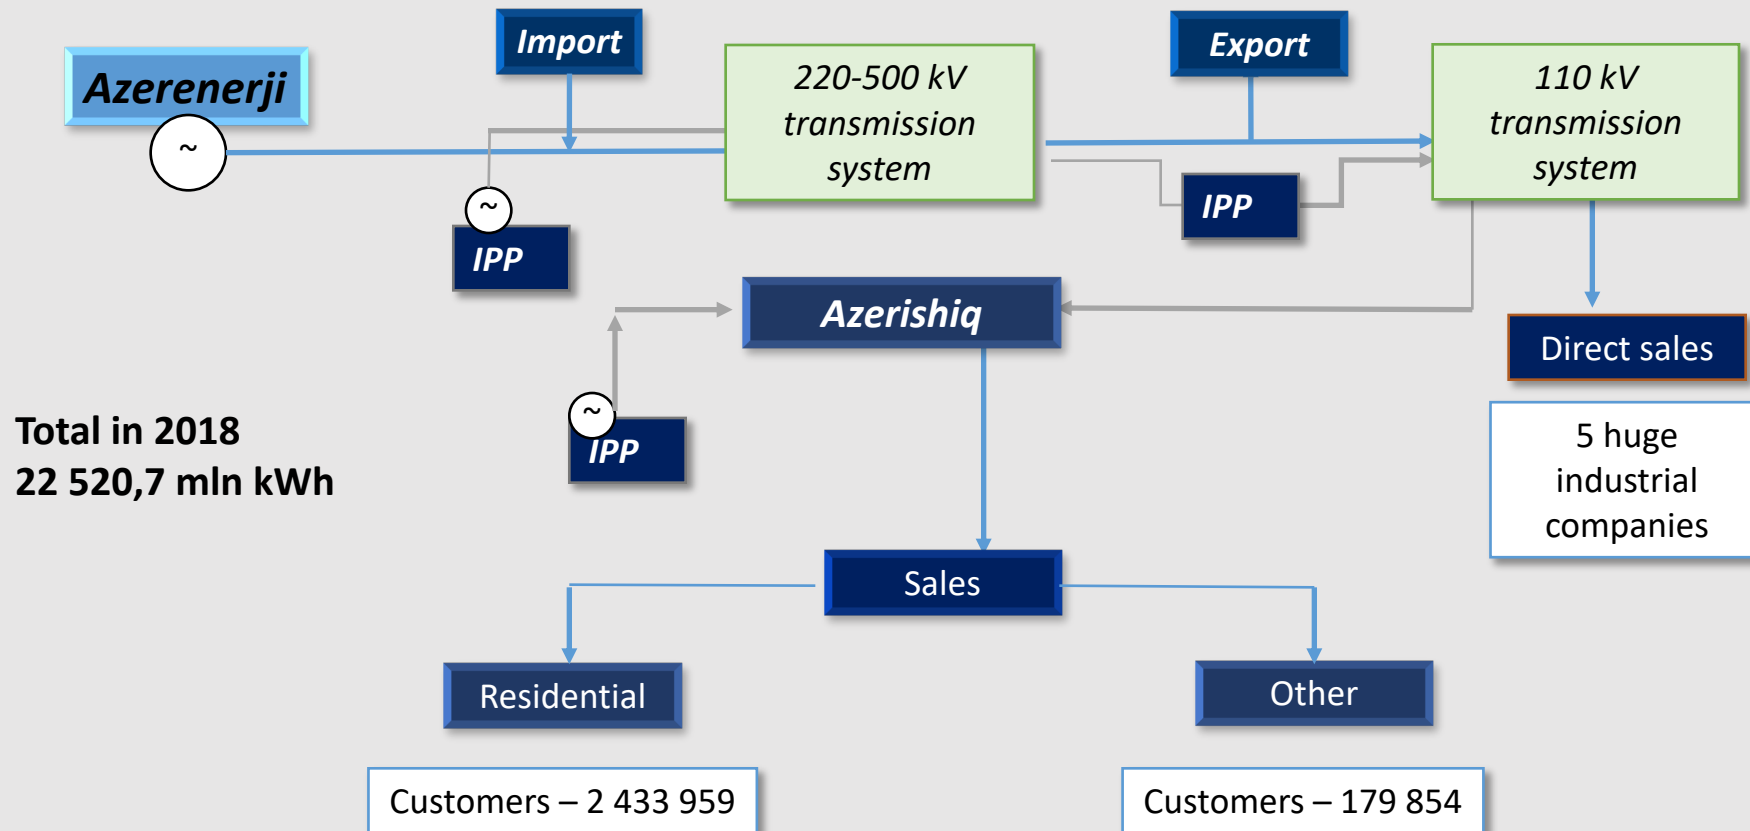 Azerenerji
~
Import
220-500 kV
transmission
system
Export
110 kV
transmission
system
~
IPP
IPP
Azerishiq
Direct sales
5 huge
industrial
companies
~
IPP
Total in 2018
22 520,7 mln kWh
Sales
Residential
Other
Customers – 2 433 959
Customers – 179 854